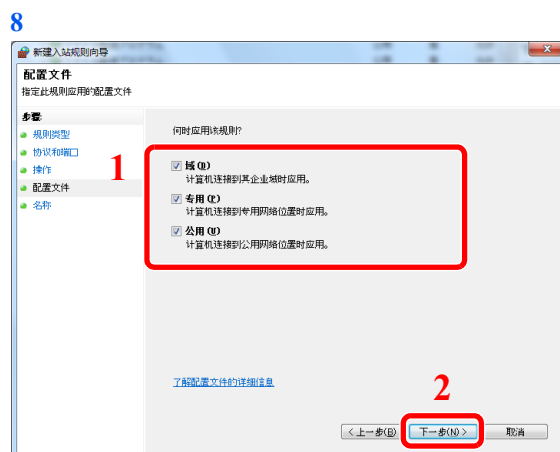 8
新建入站规则向导
配置文件
指定此规则应用的配置文件
步骤:
规则类型
协议和端口
操作
配置文件
名称
何时应用该规则?
1
域(D)
计算机连接到其企业域时应用。
专用(P)
计算机连接到专用网络位置时应用。
公用(U)
计算机连接到公用网络位置时应用。
了解配置文件的详细信息
2
< 上一步(B)
下一步(N) >
取消